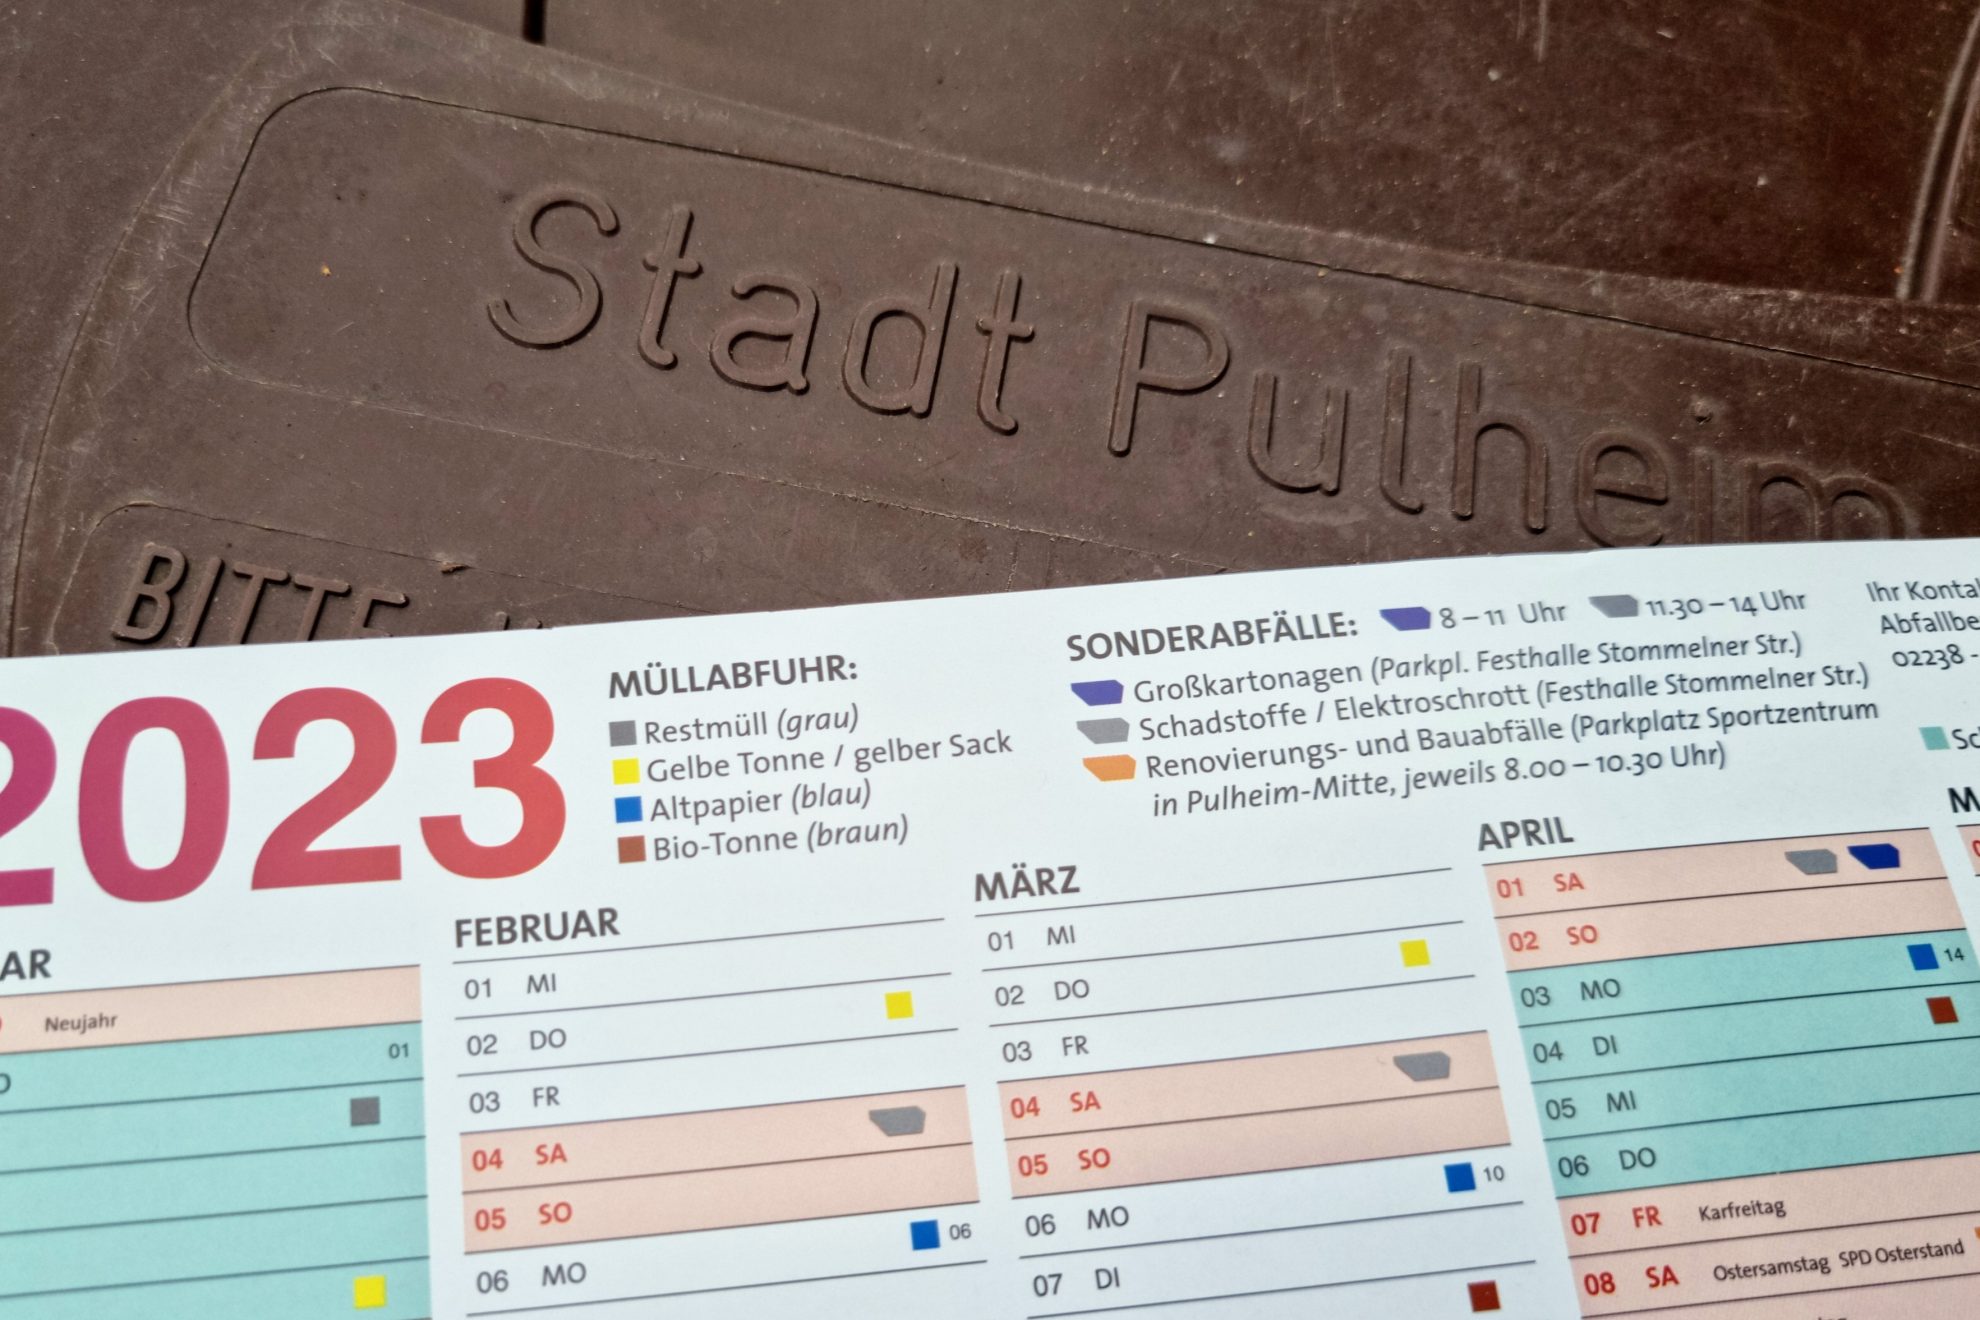 Stadt Pulheim
BITTE
2023
MÜLLABFUHR:
Restmüll (grau)
Gelbe Tonne / gelber Sack
Altpapier (blau)
Bio-Tonne (braun)
SONDERABFÄLLE: 8 – 11 Uhr 11.30 – 14 Uhr
Großkartonagen (Parkpl. Festhalle Stommelner Str.)
Schadstoffe / Elektroschrott (Festhalle Stommelner Str.)
Renovierungs- und Bauabfälle (Parkplatz Sportzentrum
in Pulheim-Mitte, jeweils 8.00 – 10.30 Uhr)
Ihr Konta
Abfallbe
02238 -
Sc
AR
Neujahr
01
FEBRUAR
01 MI
02 DO
03 FR
04 SA
05 SO
06 MO 06
MÄRZ
01 MI
02 DO
03 FR
04 SA
05 SO
06 MO 10
07 DI
APRIL
01 SA
02 SO
03 MO 14
04 DI
05 MI
06 DO
07 FR Karfreitag
08 SA Ostersamstag SPD Osterstand
M